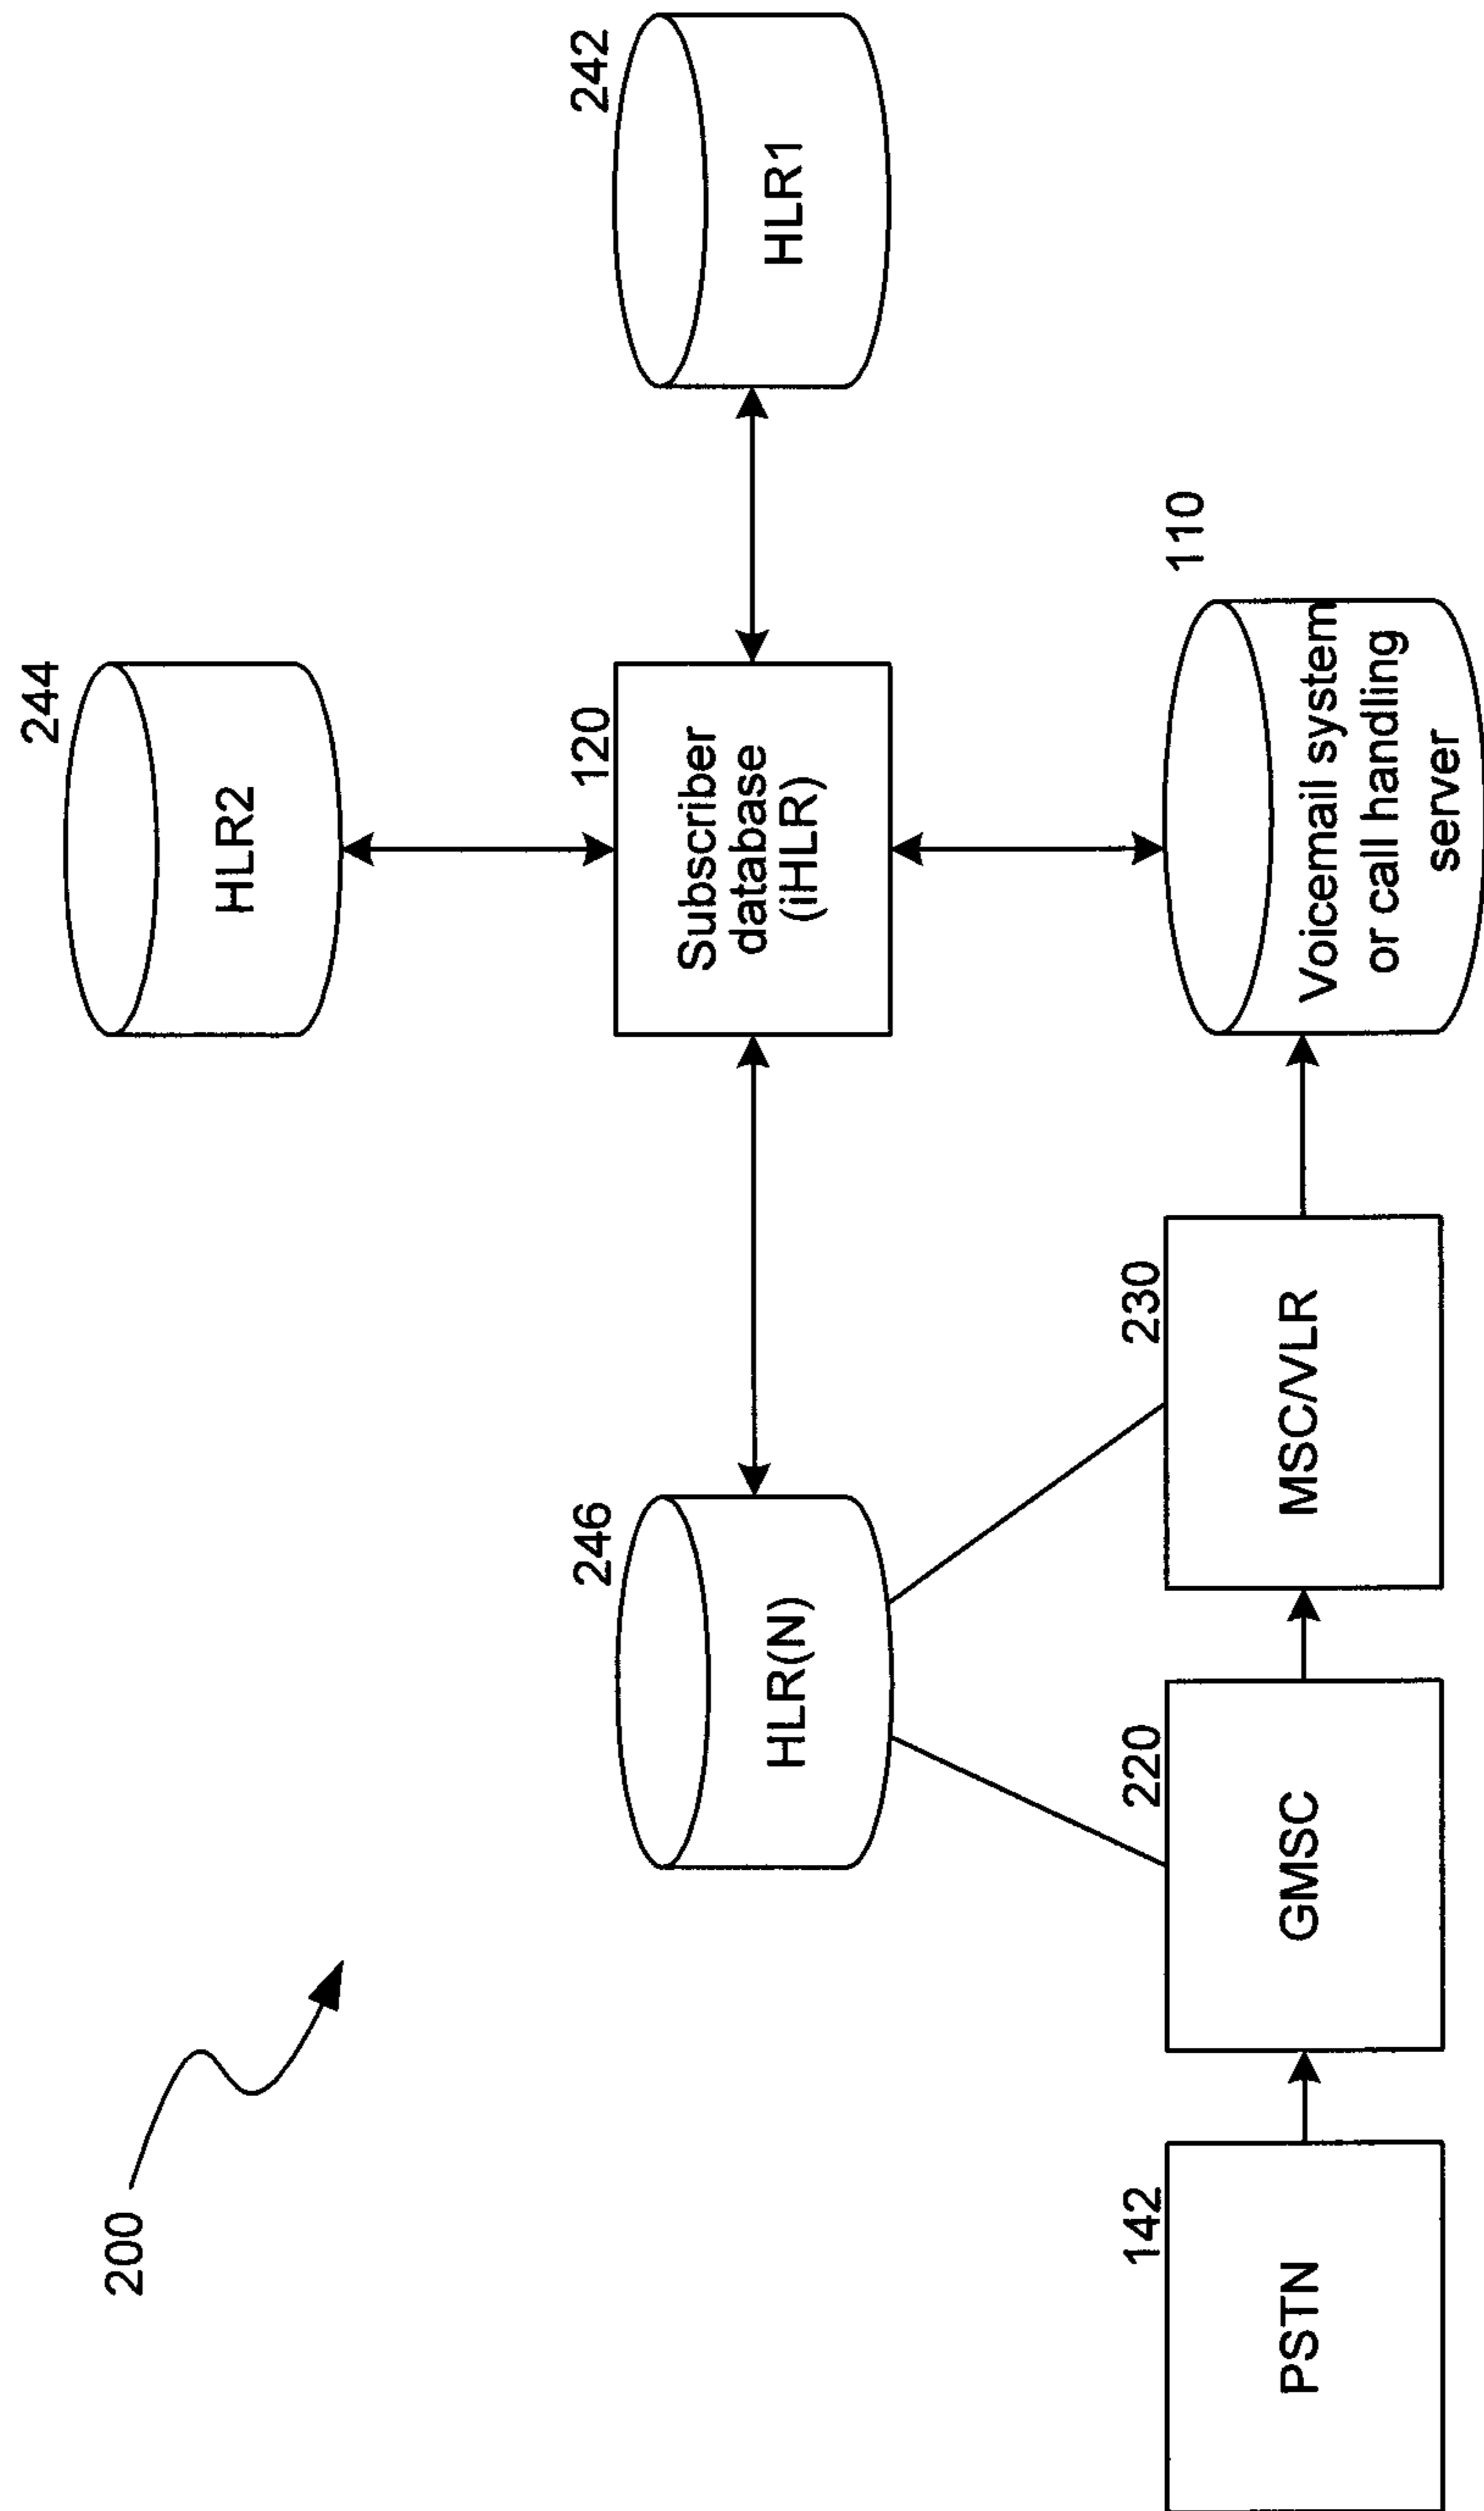 200
244
HLR2
246
HLR(N)
120
Subscriber
database
(iHLR)
242
HLR1
142
PSTN
220
GMSC
230
MSC/VLR
110
Voicemail system
or call handling
server